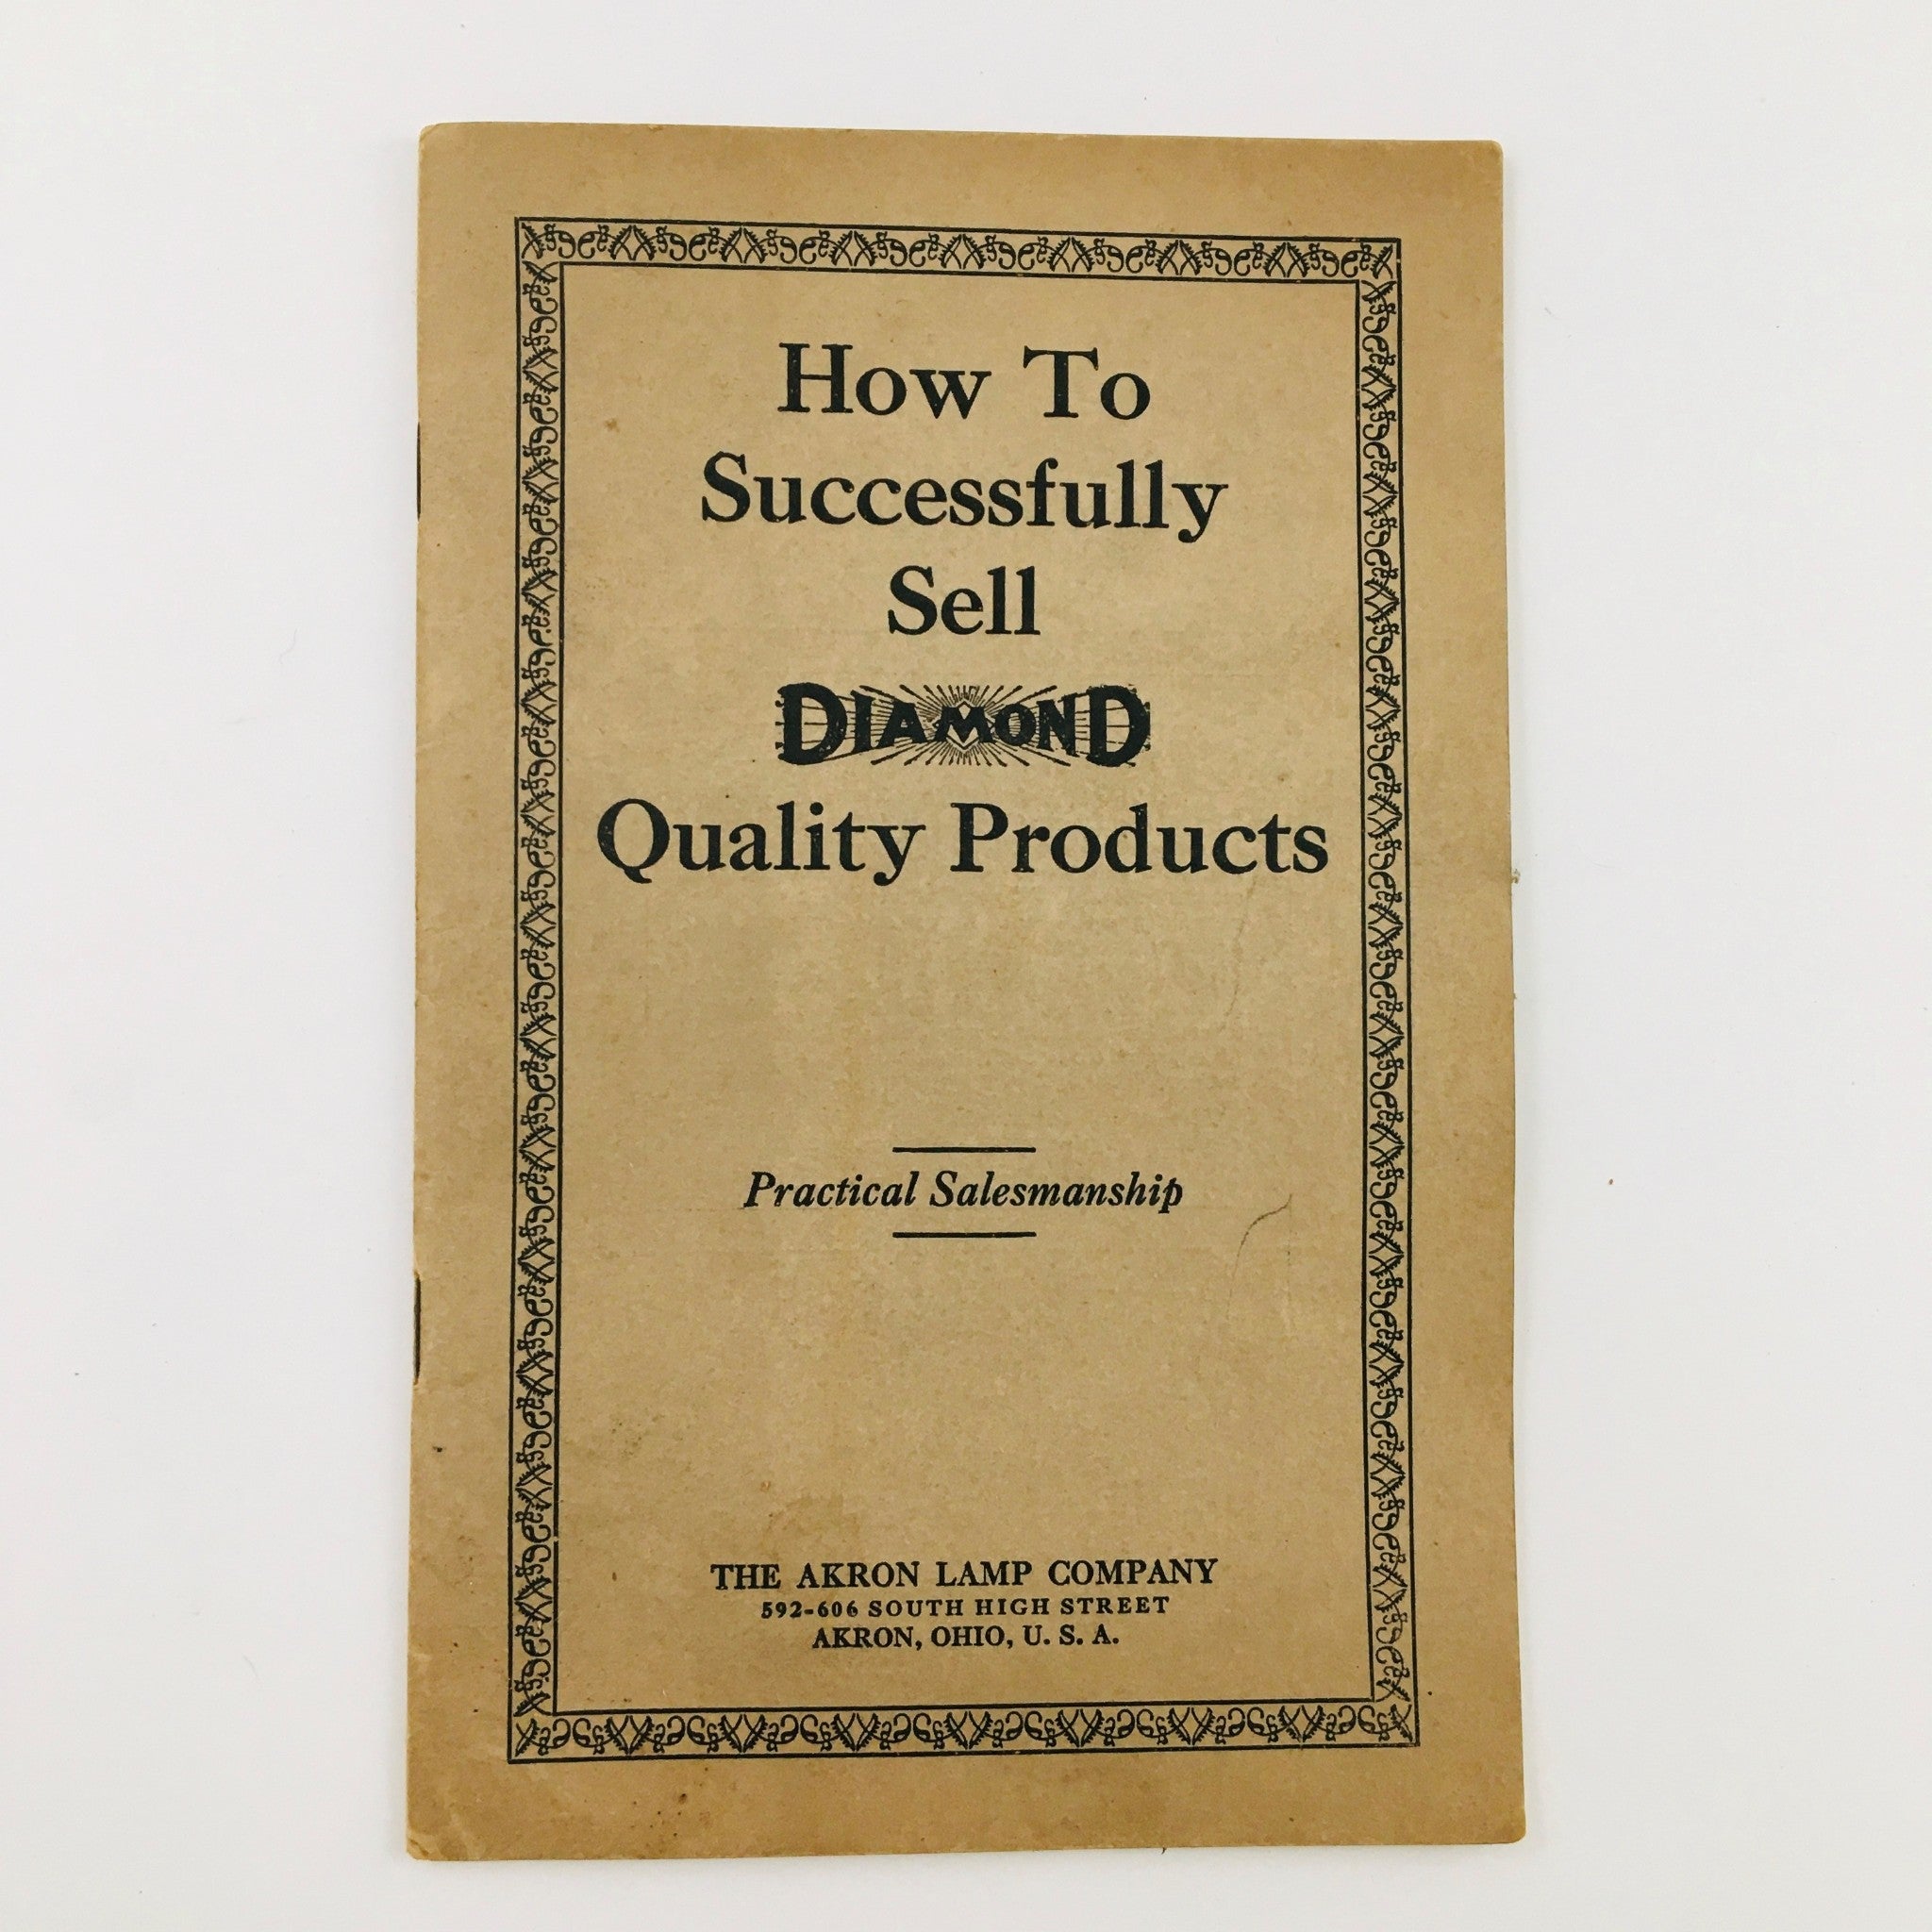 How To
Successfully
Sell
DIAMOND
Quality Products
Practical Salesmanship
THE AKRON LAMP COMPANY
592-606 SOUTH HIGH STREET
AKRON, OHIO, U. S. A.